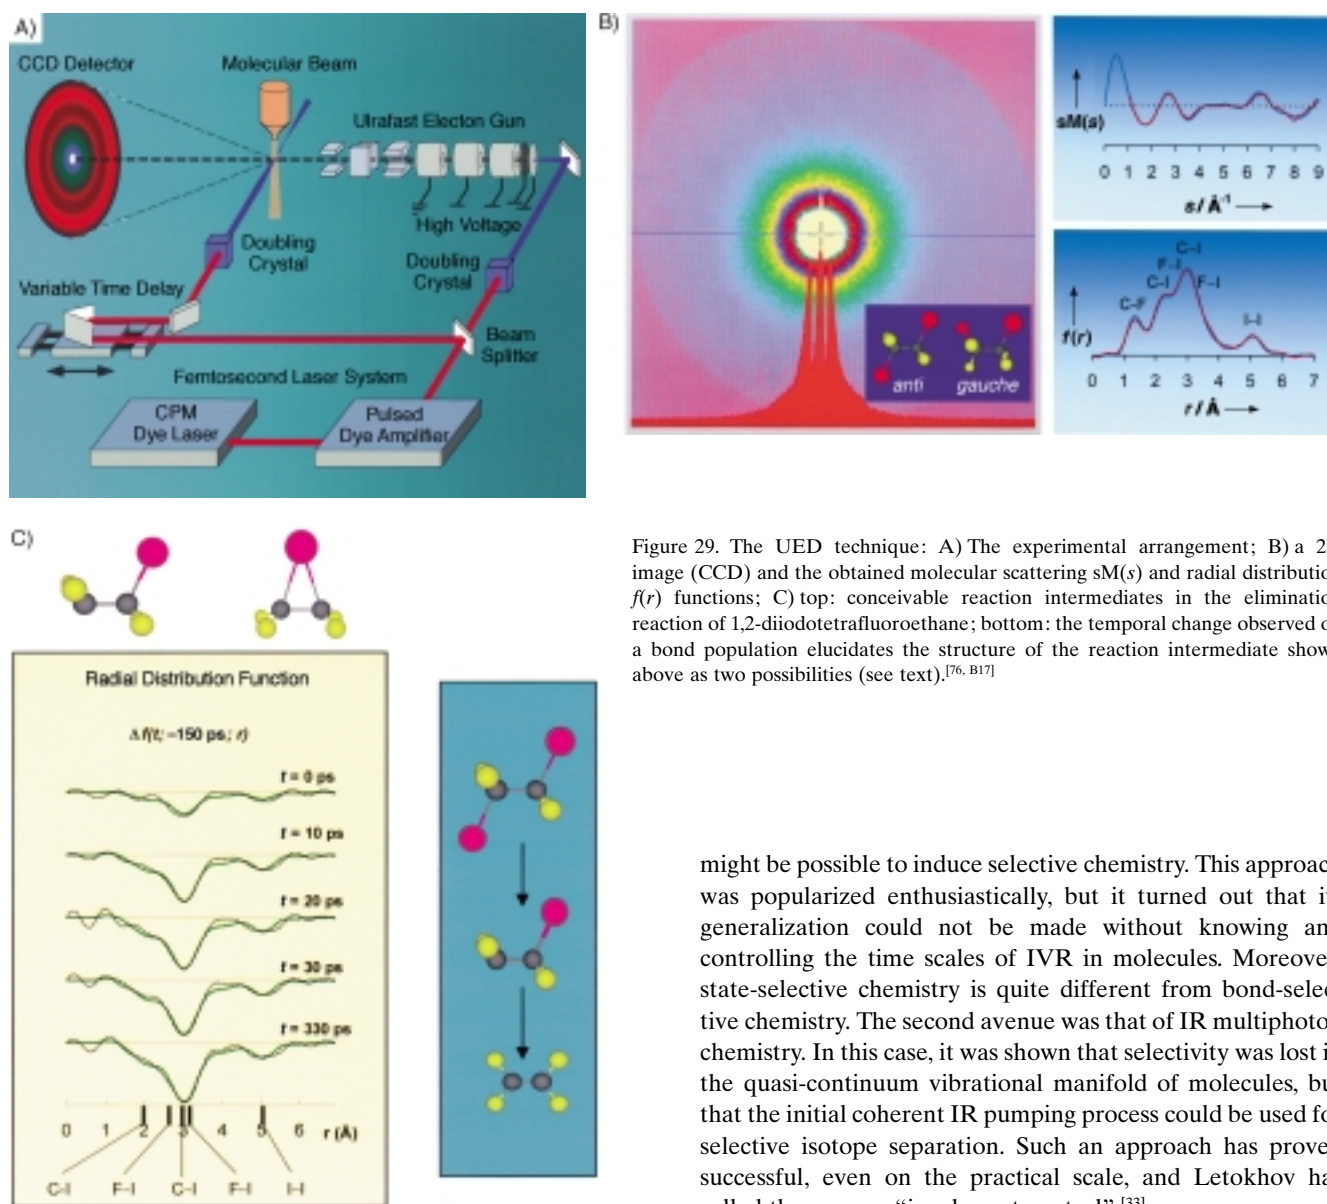 A)
CCD Detector
Molecular Beam
Utrafast Electon Gun
High Voltage
Doubling
Crystal
Doubling
Crystal
Variable Time Delay
Beam
Splitter
Femtosecond Laser System
CPM
Dye Laser
Pulsed
Dye Amplifier
B)
anti
gauche
sM(s)
0 1 2 3 4 5 6 7 8 9
s/Å⁻¹
C–I
F–I
C–I
F–I
C–F
I–I
f(r)
0 1 2 3 4 5 6 7
r/Å
C)
Radial Distribution Function
Δf(t; –150 ps; r)
t = 0 ps
t = 10 ps
t = 20 ps
t = 30 ps
t = 330 ps
0 1 2 3 4 5 6 r (Å)
C–I F–I C–I F–I I–I
Figure 29. The UED technique: A) The experimental arrangement; B) a 2
image (CCD) and the obtained molecular scattering sM(s) and radial distributio
f(r) functions; C) top: conceivable reaction intermediates in the eliminatio
reaction of 1,2-diiodotetrafluoroethane; bottom: the temporal change observed o
a bond population elucidates the structure of the reaction intermediate show
above as two possibilities (see text).[76, B17]
might be possible to induce selective chemistry. This approac
was popularized enthusiastically, but it turned out that it
generalization could not be made without knowing an
controlling the time scales of IVR in molecules. Moreove
state-selective chemistry is quite different from bond-selec
tive chemistry. The second avenue was that of IR multiphoto
chemistry. In this case, it was shown that selectivity was lost i
the quasi-continuum vibrational manifold of molecules, bu
that the initial coherent IR pumping process could be used fo
selective isotope separation. Such an approach has prove
successful, even on the practical scale, and Letokhov ha
[33]